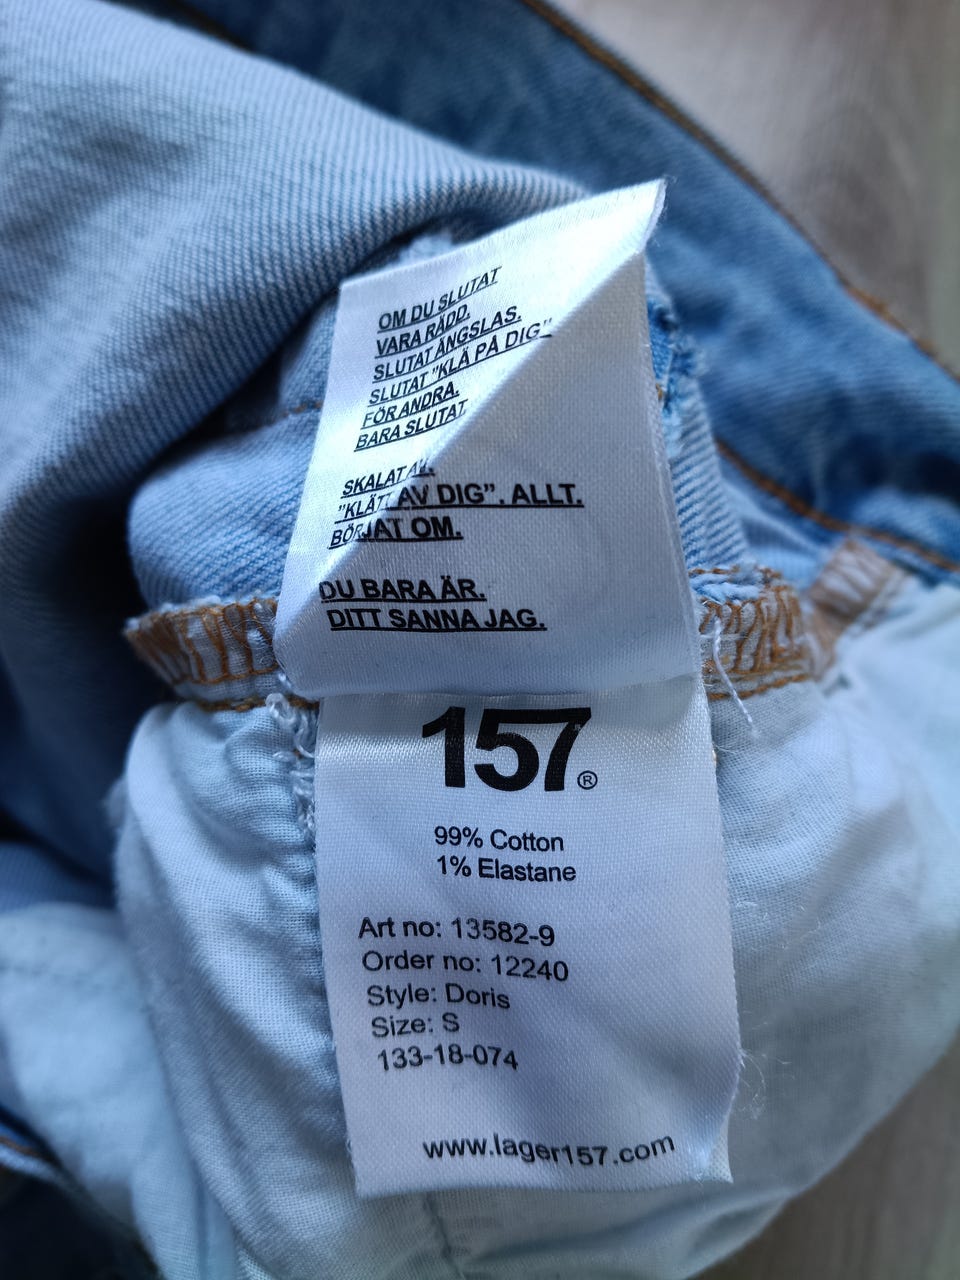 OM DU SLUTAT
VARA RÄDD.
SLUTAT ÄNGSLAS.
SLUTAT "KLÄ PÅ DIG"
FÖR ANDRA.
BARA SLUTAT
SKALAT AV.
"KLÄTT AV DIG". ALLT.
BÖRJAT OM.
DU BARA ÄR.
DITT SANNA JAG.
157®
99% Cotton
1% Elastane
Art no: 13582-9
Order no: 12240
Style: Doris
Size: S
133-18-074
www.lager157.com